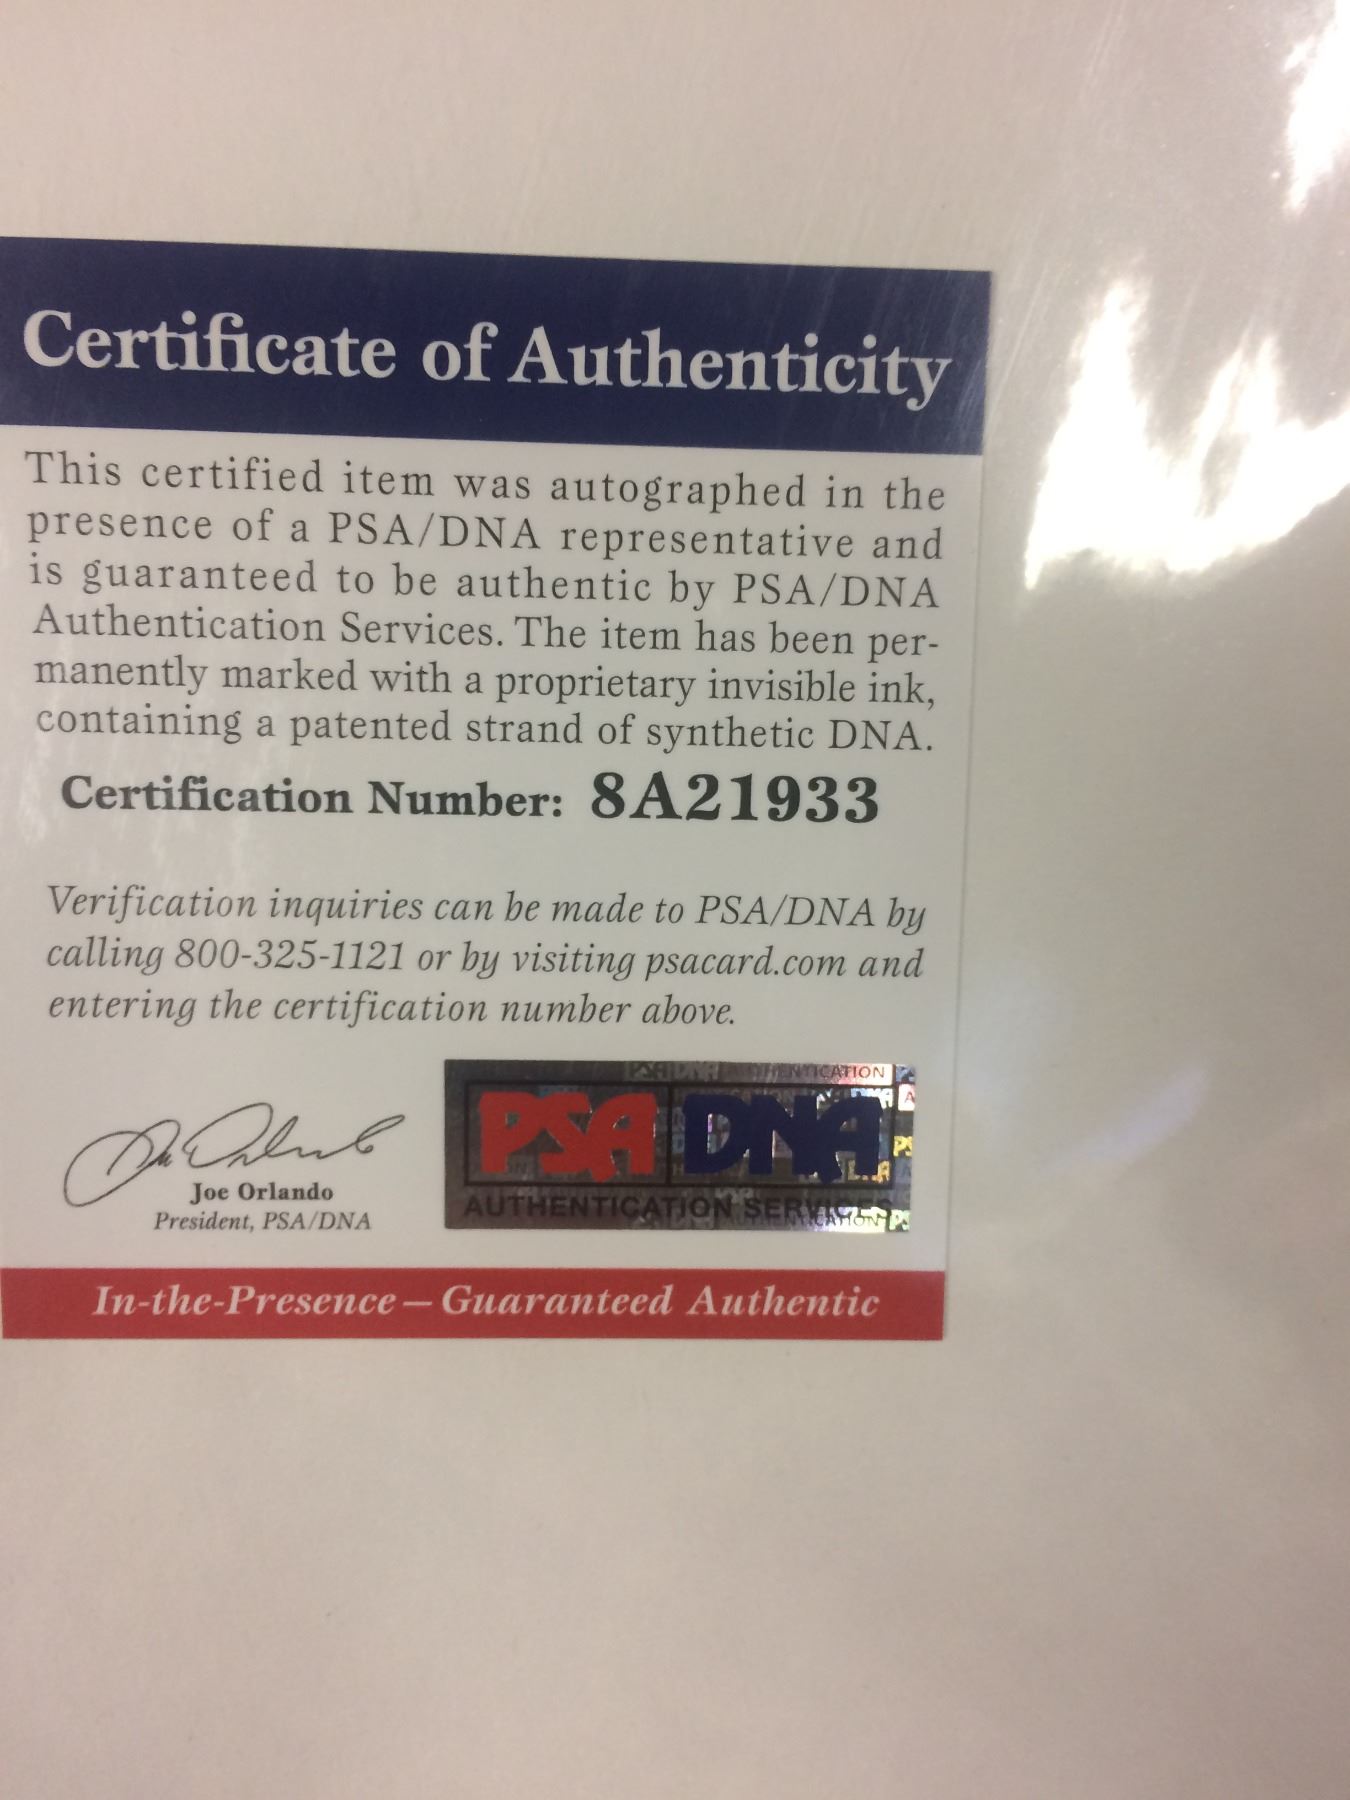 Certificate of Authenticity
This certified item was autographed in the
presence of a PSA/DNA representative and
is guaranteed to be authentic by PSA/DNA
Authentication Services. The item has been per-
manently marked with a proprietary invisible ink,
containing a patented strand of synthetic DNA.
Certification Number: 8A21933
Verification inquiries can be made to PSA/DNA by
calling 800-325-1121 or by visiting psacard.com and
entering the certification number above.
Joe Orlando
President, PSA/DNA
PSA DNA
AUTHENTICATION SERVICES
In-the-Presence – Guaranteed Authentic